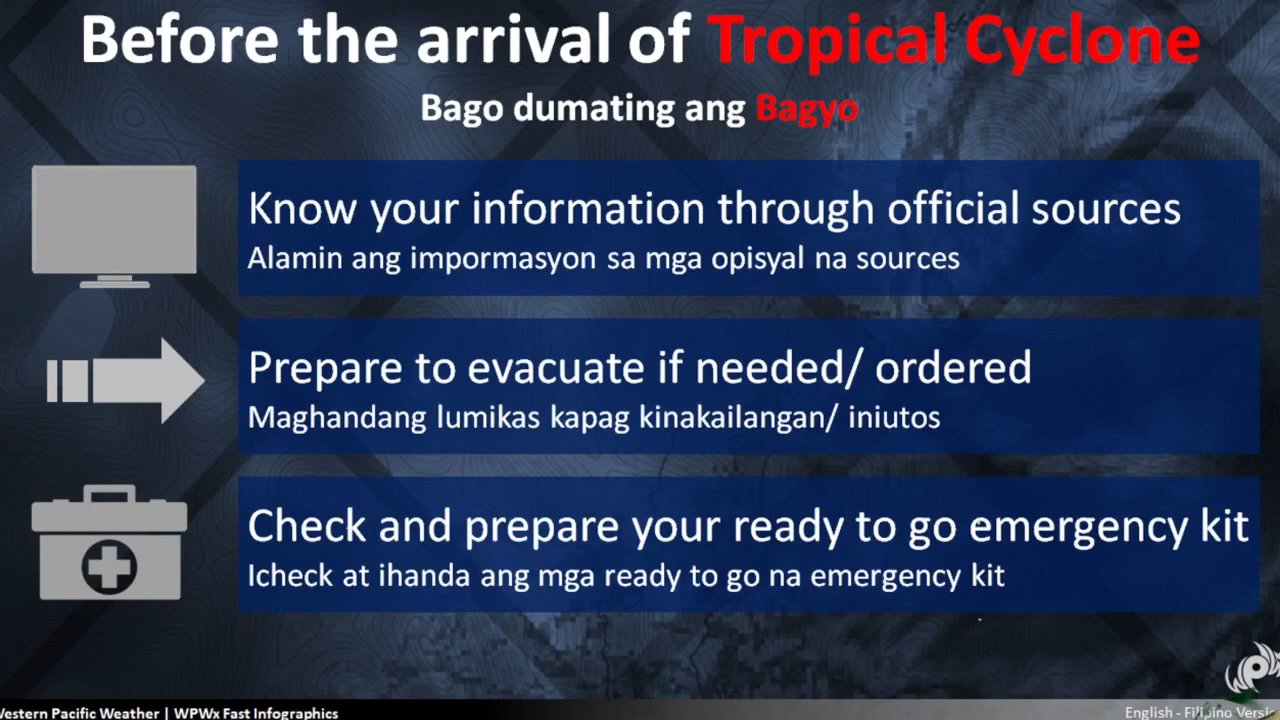 Before the arrival of Tropical Cyclone
Bago dumating ang Bagyo
Know your information through official sources
Alamin ang impormasyon sa mga opisyal na sources
Prepare to evacuate if needed/ ordered
Maghandang lumikas kapag kinakailangan/ iniutos
Check and prepare your ready to go emergency kit
Icheck at ihanda ang mga ready to go na emergency kit
Western Pacific Weather | WPWx Fast Infographics
English - Filipino Versi